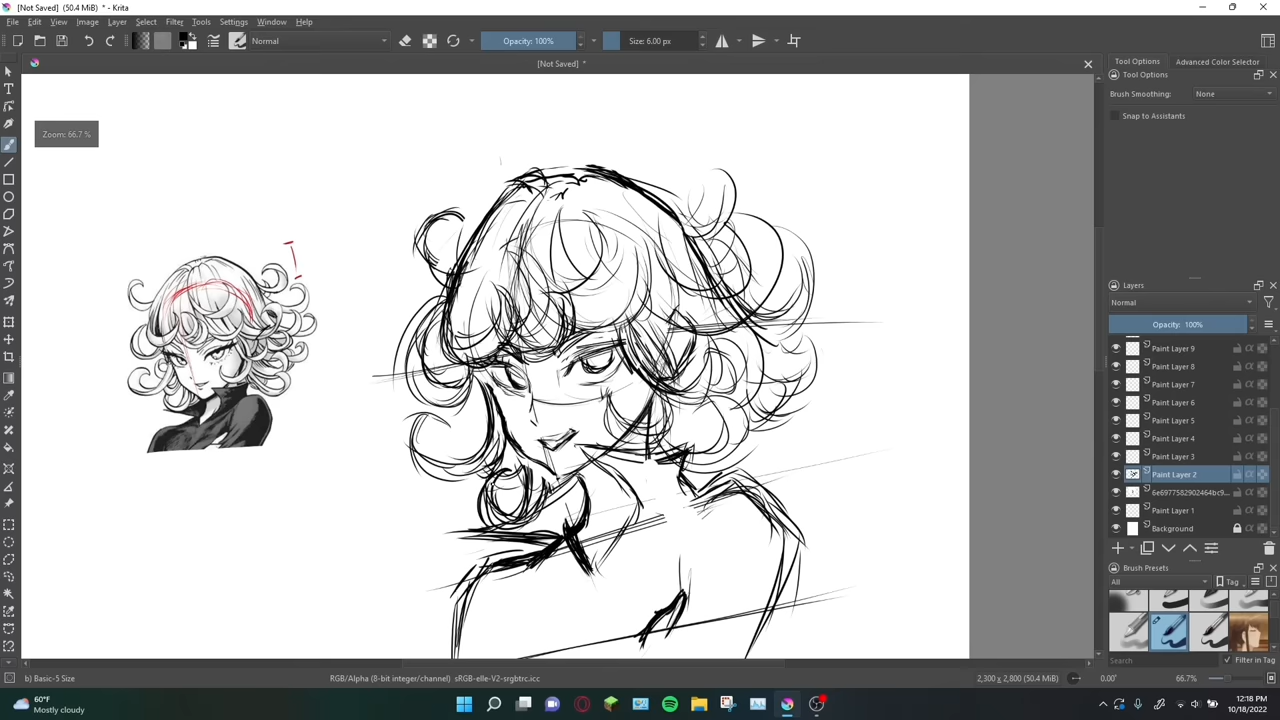 [Not Saved] (50.4 MiB) * - Krita
File Edit View Image Layer Select Filter Tools Settings Window Help
Normal
Opacity: 100%
Size: 6.00 px
[Not Saved] *
Tool Options
Advanced Color Selector
Tool Options
Brush Smoothing:
None
Snap to Assistants
Zoom: 66.7 %
Layers
Normal
Opacity: 100%
Paint Layer 9
Paint Layer 8
Paint Layer 7
Paint Layer 6
Paint Layer 5
Paint Layer 4
Paint Layer 3
Paint Layer 2
6e6977582902464bc9...
Paint Layer 1
Background
Brush Presets
All
Tag
Search
Filter in Tag
b) Basic-5 Size
RGB/Alpha (8-bit integer/channel) sRGB-elle-V2-srgbtrc.icc
2,300 x 2,800 (50.4 MiB)
0.00°
66.7%
60°F
Mostly cloudy
12:18 PM
10/18/2022